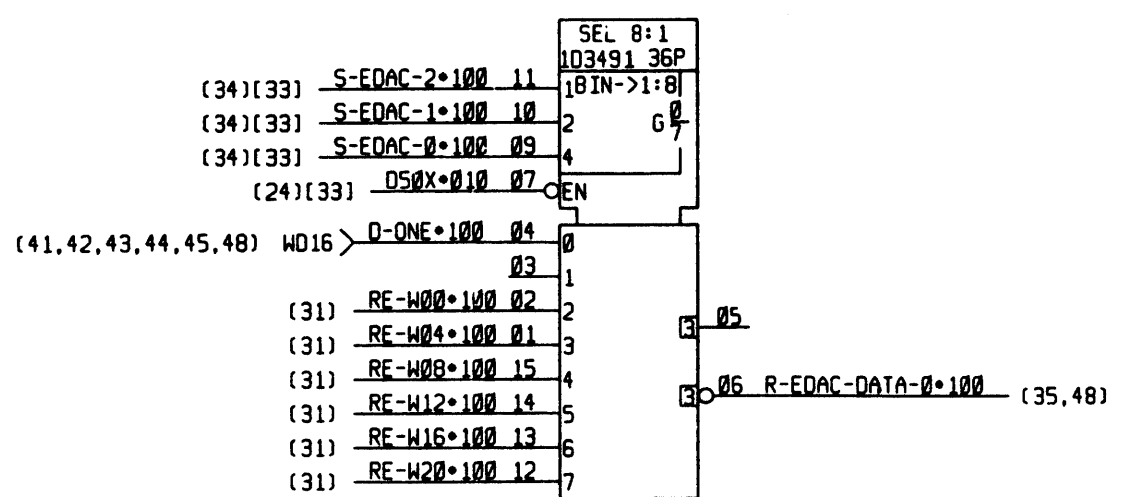 SEL 8:1
1D3491 36P
(34)[33] S-EDAC-2•100 11 1 BIN->1:8
(34)[33] S-EDAC-1•100 10 2 G 0/7
(34)[33] S-EDAC-0•100 09 4
(24)[33] DS0X•010 07 EN
(41,42,43,44,45,48) WD16 D-ONE•100 04 0
03 1
(31) RE-W00•100 02 2
05
3
(31) RE-W04•100 01 3
(31) RE-W08•100 15 4
3 06 R-EDAC-DATA-0•100 (35,48)
(31) RE-W12•100 14 5
(31) RE-W16•100 13 6
(31) RE-W20•100 12 7